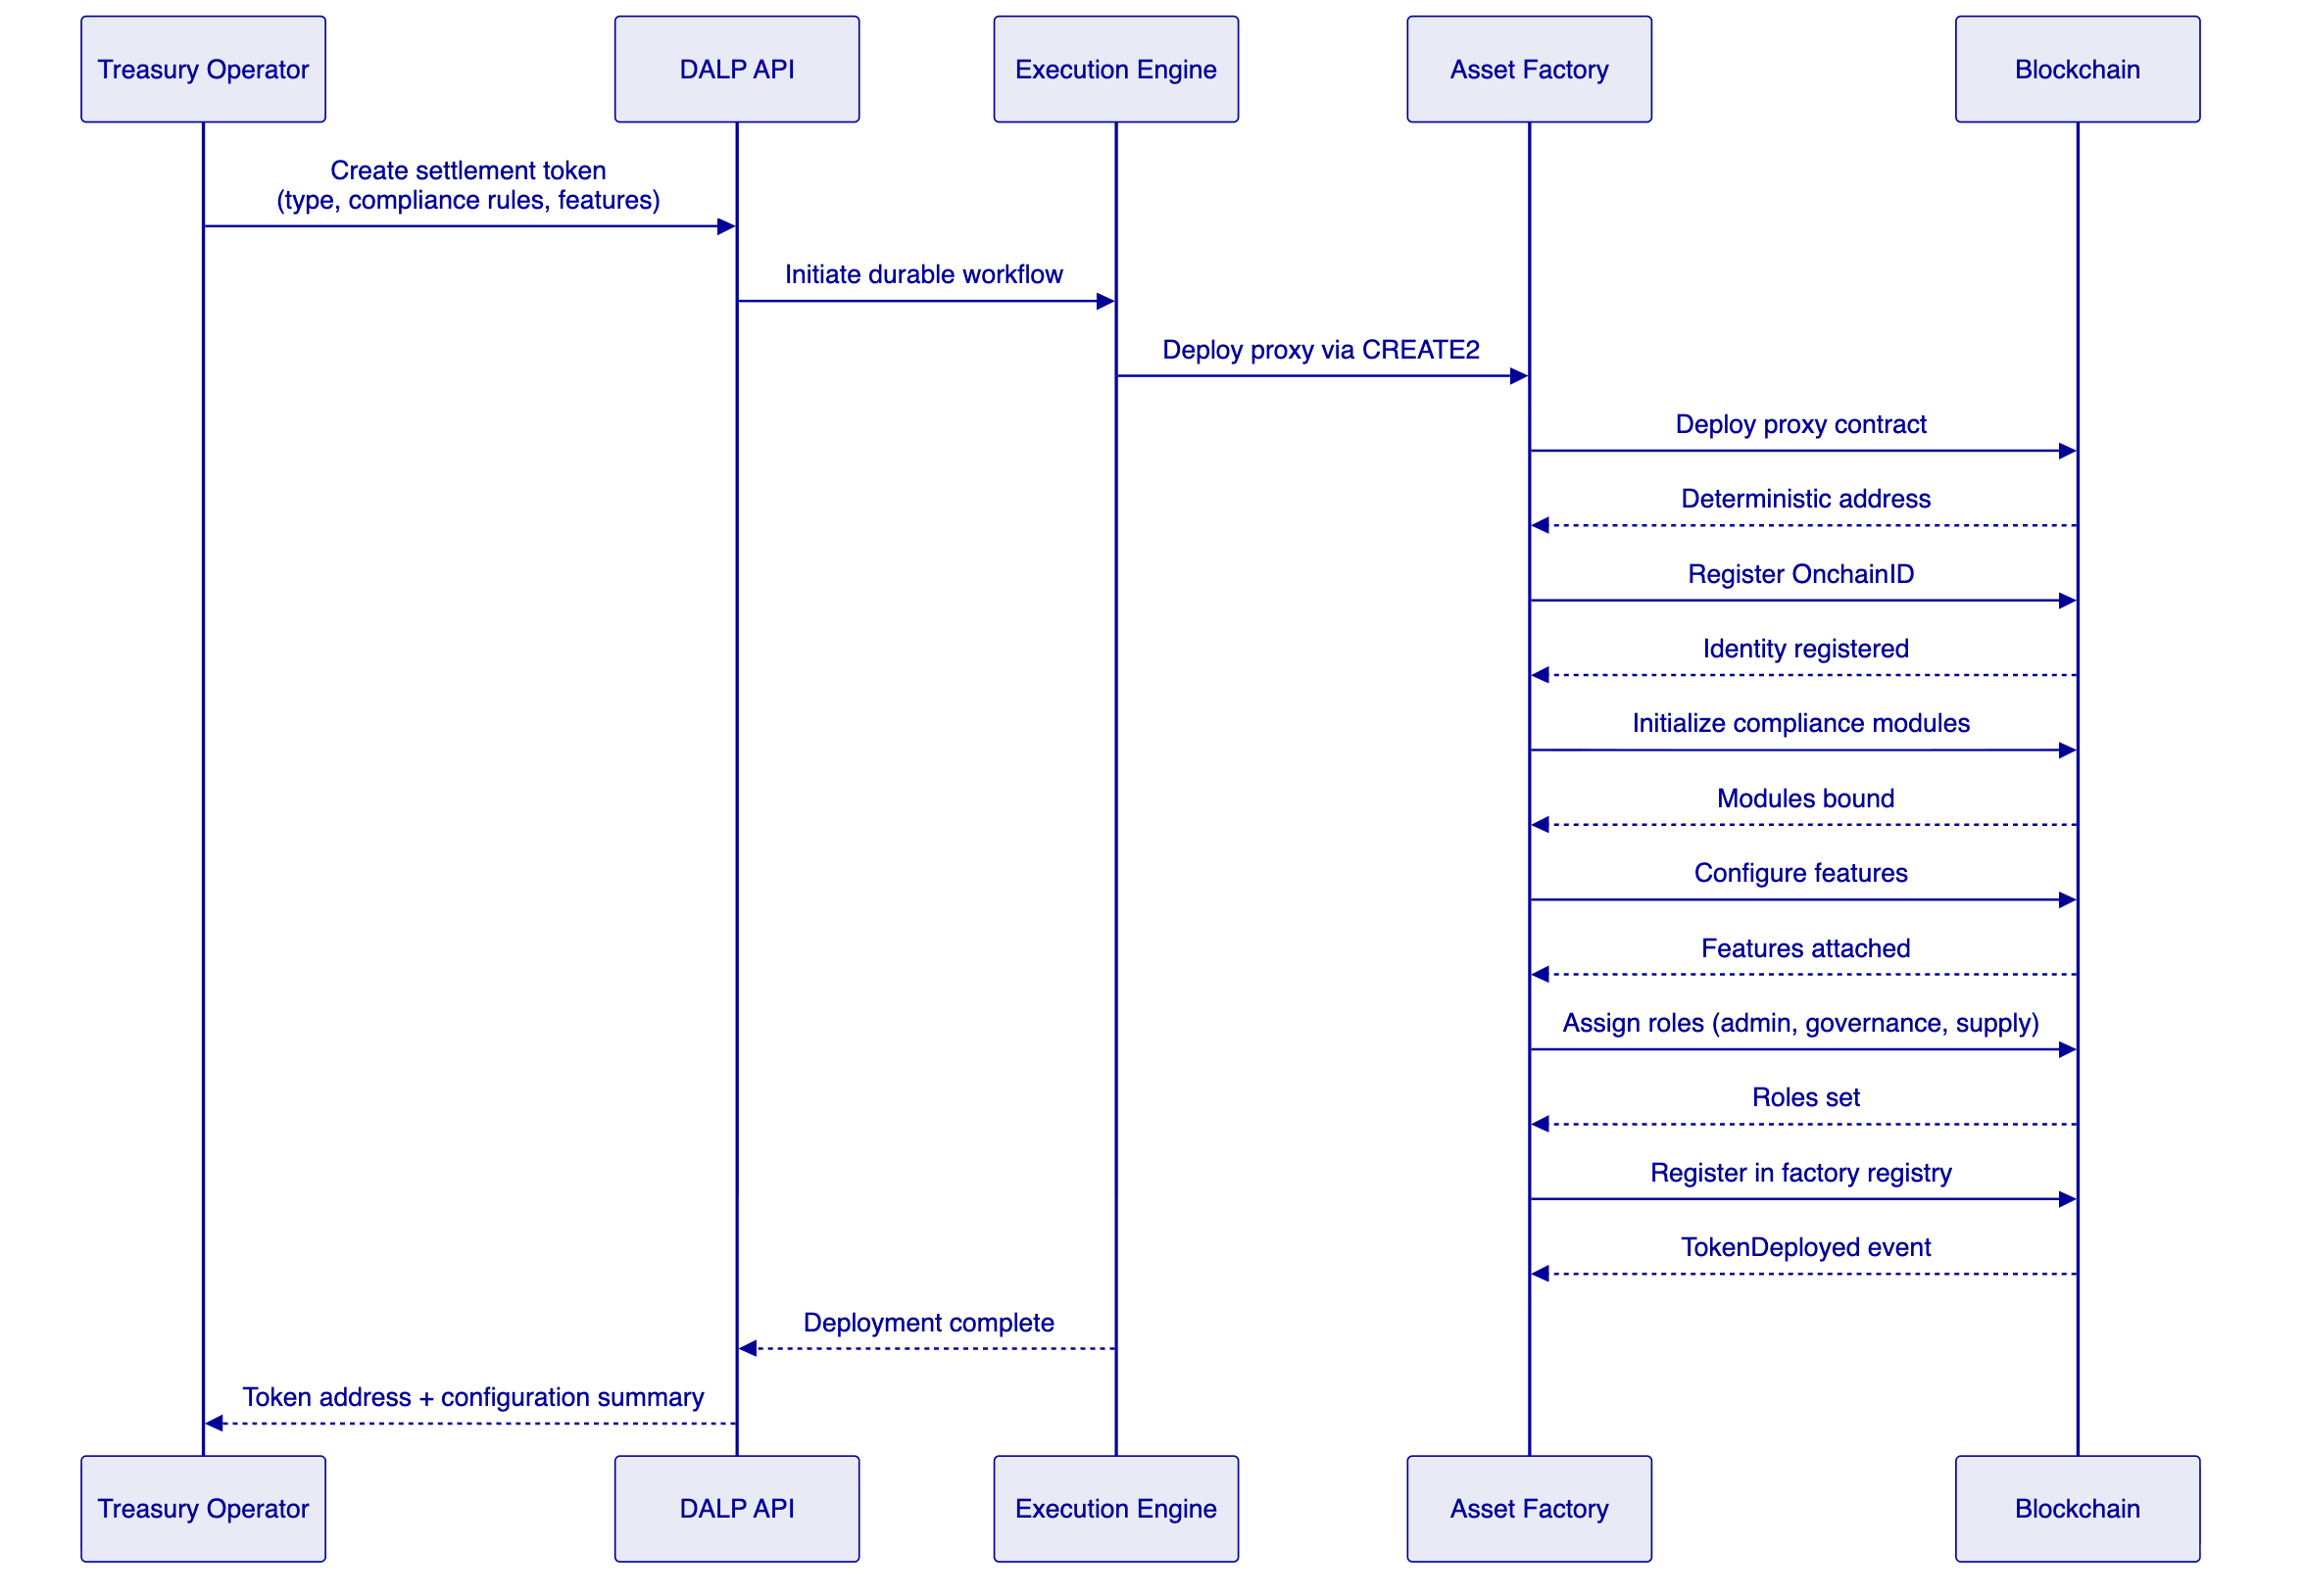 Treasury Operator
DALP API
Execution Engine
Asset Factory
Blockchain
Create settlement token
(type, compliance rules, features)
Initiate durable workflow
Deploy proxy via CREATE2
Deploy proxy contract
Deterministic address
Register OnchainID
Identity registered
Initialize compliance modules
Modules bound
Configure features
Features attached
Assign roles (admin, governance, supply)
Roles set
Register in factory registry
TokenDeployed event
Deployment complete
Token address + configuration summary
Treasury Operator
DALP API
Execution Engine
Asset Factory
Blockchain